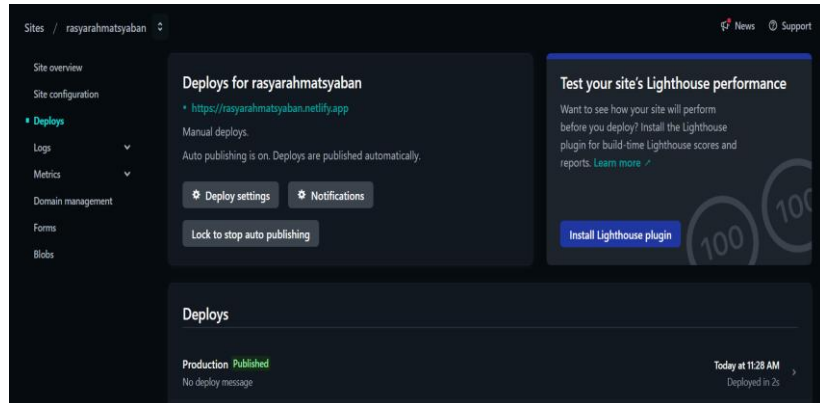 Sites / rasyarahmatsyaban
News
Support
Site overview
Site configuration
Deploys
Logs
Metrics
Domain management
Forms
Blobs
Deploys for rasyarahmatsyaban
https://rasyarahmatsyaban.netlify.app
Manual deploys.
Auto publishing is on. Deploys are published automatically.
Deploy settings
Notifications
Lock to stop auto publishing
Test your site's Lighthouse performance
Want to see how your site will perform
before you deploy? Install the Lighthouse
plugin for build-time Lighthouse scores and
reports. Learn more ↗
Install Lighthouse plugin
100
100
Deploys
Production Published
No deploy message
Today at 11:28 AM
Deployed in 2s